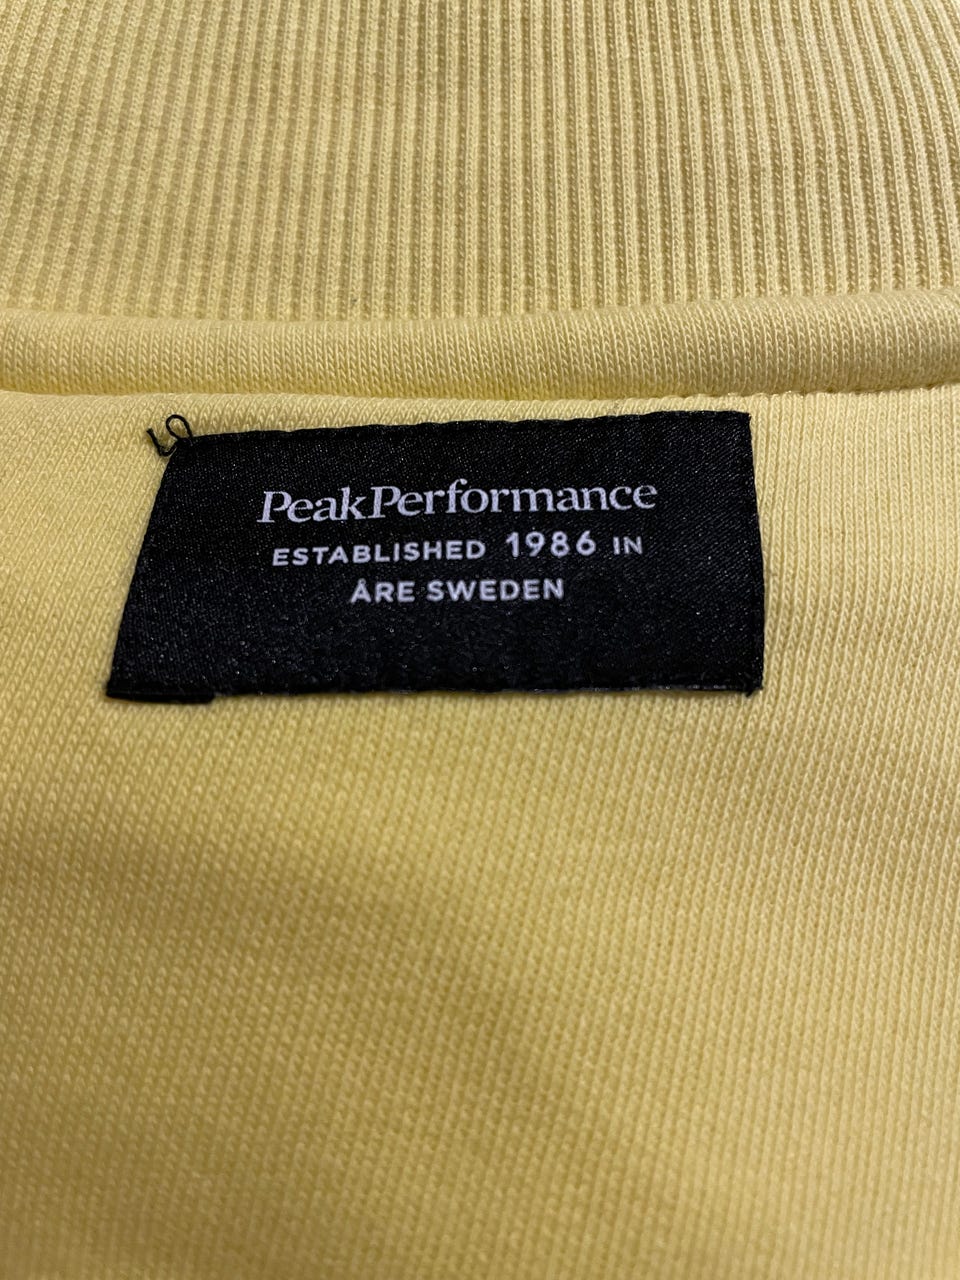 PeakPerformance
ESTABLISHED 1986 IN
ÅRE SWEDEN